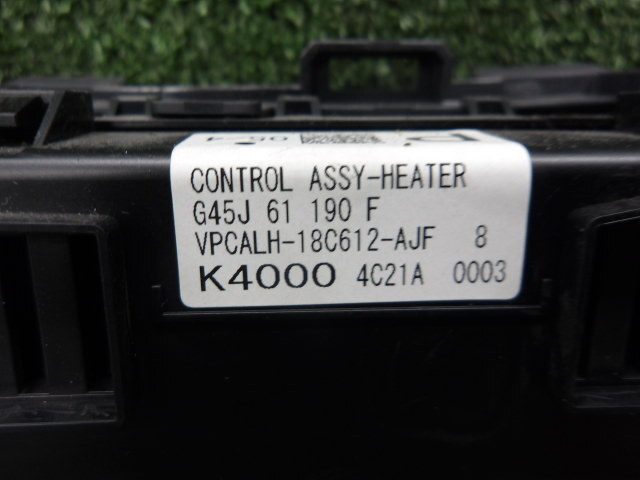 CONTROL ASSY-HEATER
G45J 61 190 F
VPCALH-18C612-AJF 8
K4000 4C21A 0003